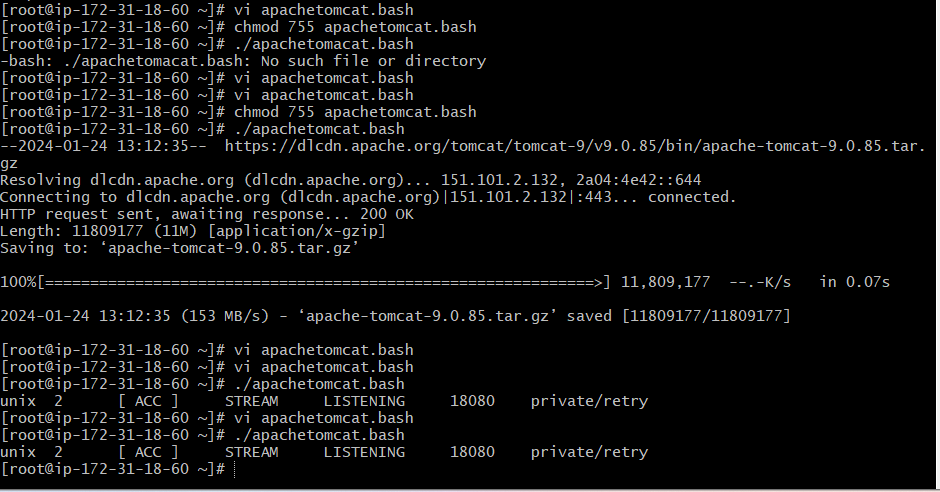 [root@ip-172-31-18-60 ~]# vi apachetomcat.bash
[root@ip-172-31-18-60 ~]# chmod 755 apachetomcat.bash
[root@ip-172-31-18-60 ~]# ./apachetomacat.bash
-bash: ./apachetomacat.bash: No such file or directory
[root@ip-172-31-18-60 ~]# vi apachetomcat.bash
[root@ip-172-31-18-60 ~]# vi apachetomcat.bash
[root@ip-172-31-18-60 ~]# chmod 755 apachetomcat.bash
[root@ip-172-31-18-60 ~]# ./apachetomcat.bash
--2024-01-24 13:12:35--  https://dlcdn.apache.org/tomcat/tomcat-9/v9.0.85/bin/apache-tomcat-9.0.85.tar.
gz
Resolving dlcdn.apache.org (dlcdn.apache.org)... 151.101.2.132, 2a04:4e42::644
Connecting to dlcdn.apache.org (dlcdn.apache.org)|151.101.2.132|:443... connected.
HTTP request sent, awaiting response... 200 OK
Length: 11809177 (11M) [application/x-gzip]
Saving to: ‘apache-tomcat-9.0.85.tar.gz’
100%[=============================================================>] 11,809,177  --.-K/s   in 0.07s
2024-01-24 13:12:35 (153 MB/s) - ‘apache-tomcat-9.0.85.tar.gz’ saved [11809177/11809177]
[root@ip-172-31-18-60 ~]# vi apachetomcat.bash
[root@ip-172-31-18-60 ~]# vi apachetomcat.bash
[root@ip-172-31-18-60 ~]# ./apachetomcat.bash
unix  2      [ ACC ]     STREAM     LISTENING     18080    private/retry
[root@ip-172-31-18-60 ~]# vi apachetomcat.bash
[root@ip-172-31-18-60 ~]# ./apachetomcat.bash
unix  2      [ ACC ]     STREAM     LISTENING     18080    private/retry
[root@ip-172-31-18-60 ~]#